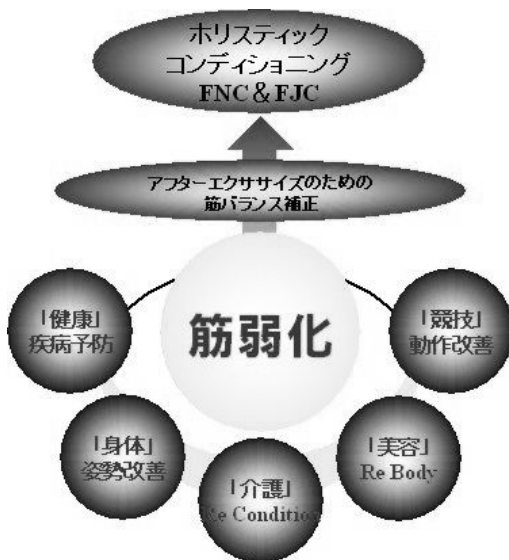 ホリスティック
コンディショニング
FNC＆FJC
アフターエクササイズのための
筋バランス補正
筋弱化
「健康」
疾病予防
「競技」
動作改善
「身体」
姿勢改善
「美容」
Re Body
「介護」
Re Condition